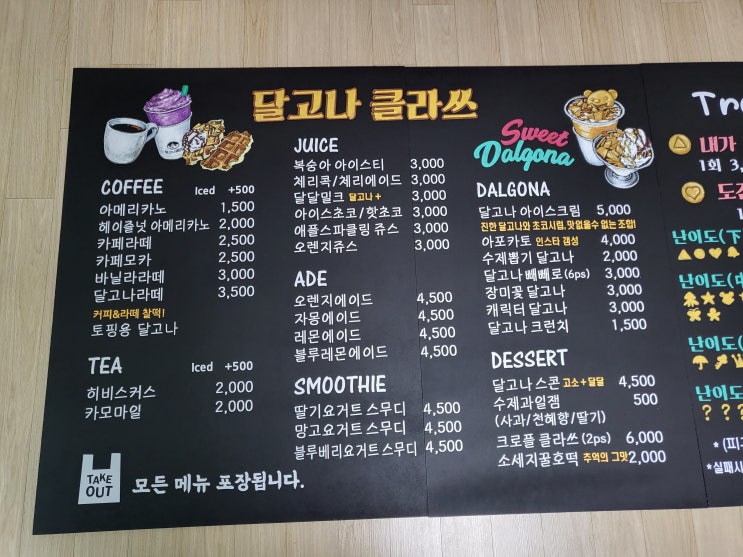 달고나 클라쓰
COFFEE Iced +500
아메리카노 1,500
헤이즐넛 아메리카노 2,000
카페라떼 2,500
카페모카 2,500
바닐라라떼 3,000
달고나라떼 3,500
커피&라떼 찰떡!
토핑용 달고나
TEA Iced +500
히비스커스 2,000
카모마일 2,000
TAKE OUT
모든 메뉴 포장됩니다.
JUICE
복숭아 아이스티 3,000
체리콕/체리에이드 3,000
달달밀크 달고나+ 3,000
아이스초코/핫초코 3,000
애플스파클링 쥬스 3,000
오렌지쥬스 3,000
ADE
오렌지에이드 4,500
자몽에이드 4,500
레몬에이드 4,500
블루레몬에이드 4,500
SMOOTHIE
딸기요거트 스무디 4,500
망고요거트 스무디 4,500
블루베리요거트 스무디 4,500
Sweet
Dalgona
DALGONA
달고나 아이스크림 5,000
진한 달고나와 초코시럽, 맛없을수 없는 조합!
아포카토 인스타 갬성 4,000
수제뽑기 달고나 2,000
달고나 빼빼로(6ps) 3,000
장미꽃 달고나 3,000
캐릭터 달고나 3,000
달고나 크런치 1,500
DESSERT
달고나 스콘 고소+달달 4,500
수제과일잼 500
(사과/천혜향/딸기)
크로플 클라쓰 (2ps) 6,000
소세지꿀호떡 추억의 그맛 2,000
내가
1회 3,
난이도(下
난이도(中
난이도(
난이도(
? ? ?
*실패시